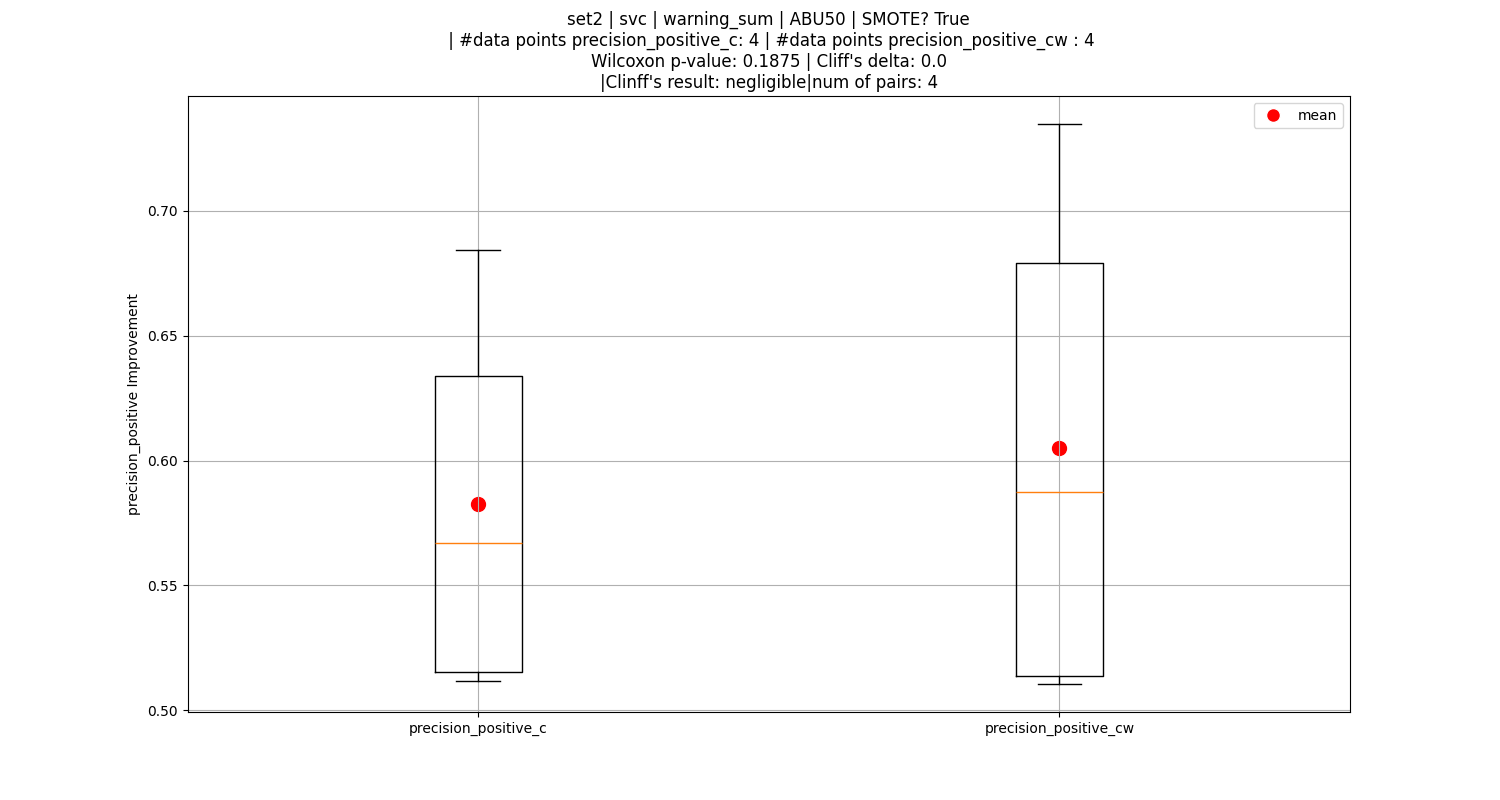 set2 | svc | warning_sum | ABU50 | SMOTE? True
| #data points precision_positive_c: 4 | #data points precision_positive_cw : 4
Wilcoxon p-value: 0.1875 | Cliff's delta: 0.0
|Clinff's result: negligible|num of pairs: 4
mean
0.70
0.65
0.60
0.55
0.50
precision_positive Improvement
precision_positive_c
precision_positive_cw